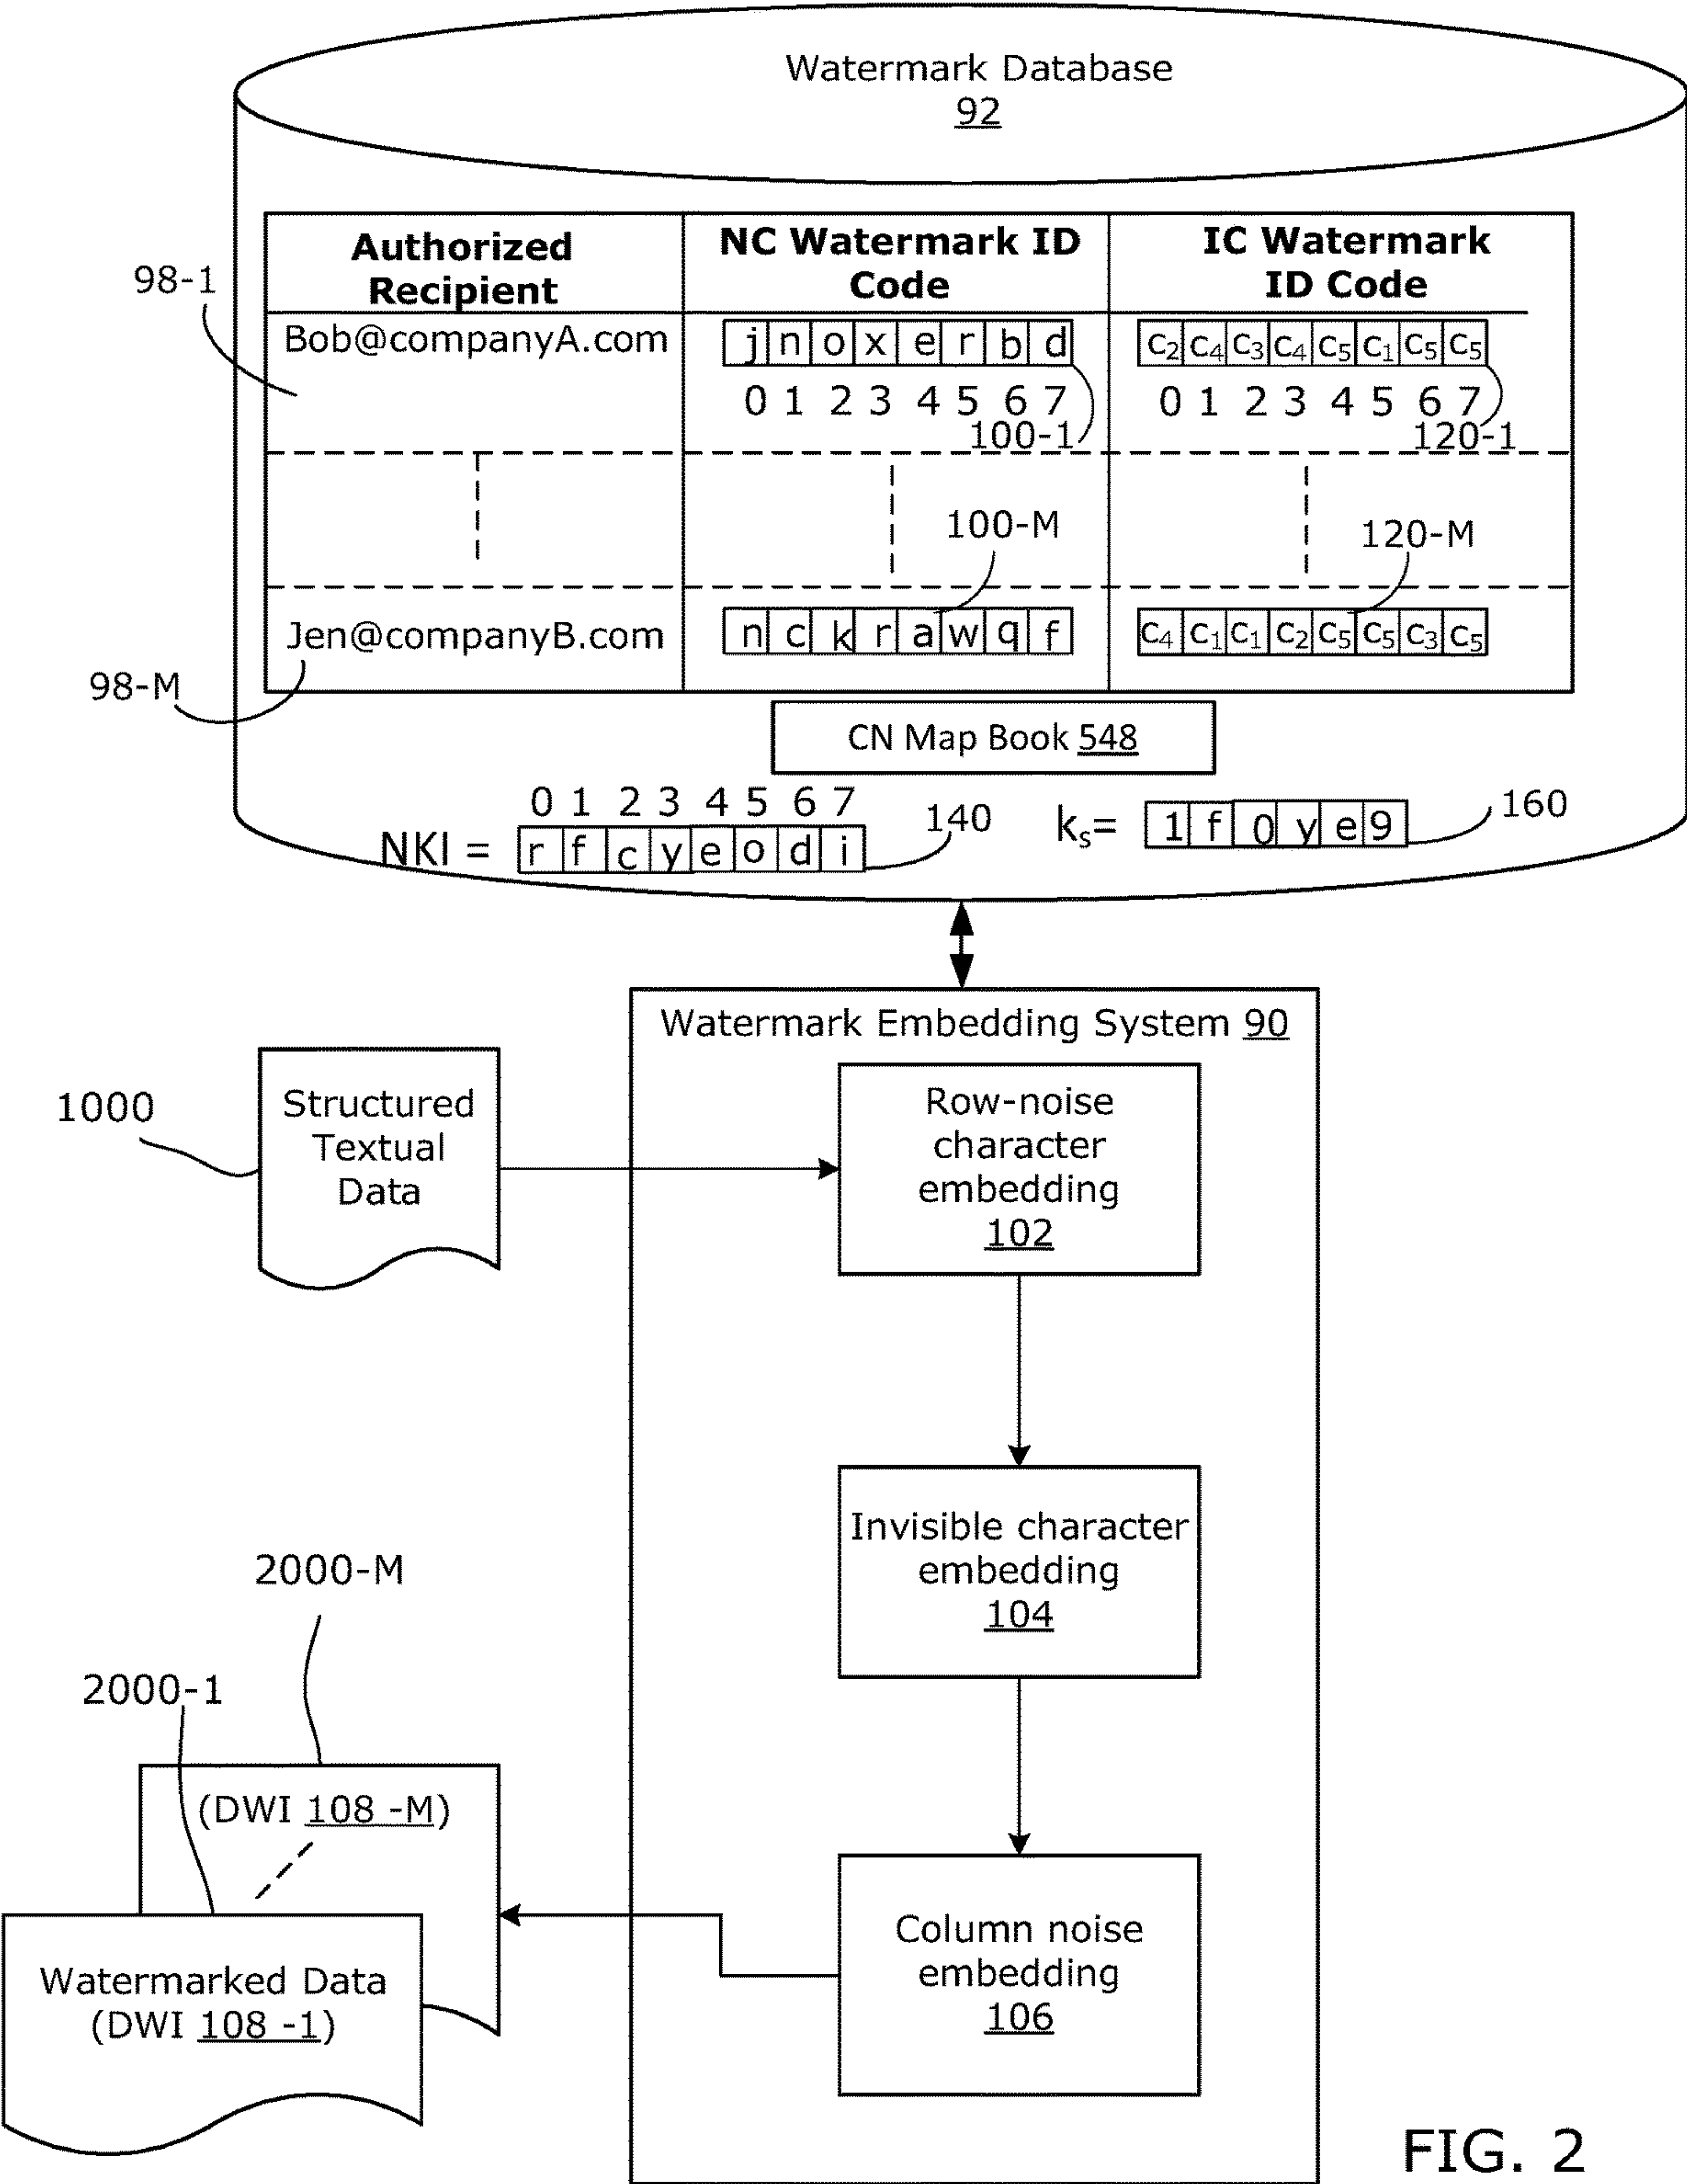 Watermark Database
92
Authorized Recipient
NC Watermark ID Code
IC Watermark ID Code
98-1
Bob@companyA.com
j n o x e r b d
c2 c4 c3 c4 c5 c1 c5 c5
0 1 2 3 4 5 6 7
0 1 2 3 4 5 6 7
100-1
120-1
100-M
120-M
Jen@companyB.com
n c k r a w q f
c4 c1 c1 c2 c5 c5 c3 c5
98-M
CN Map Book 548
0 1 2 3 4 5 6 7
NKI = r f c y e o d i
140
ks= 1 f 0 y e 9
160
Watermark Embedding System 90
1000
Structured
Textual
Data
Row-noise
character
embedding
102
Invisible character
embedding
104
2000-M
2000-1
(DWI 108 -M)
Column noise
embedding
106
Watermarked Data
(DWI 108 -1)
FIG. 2